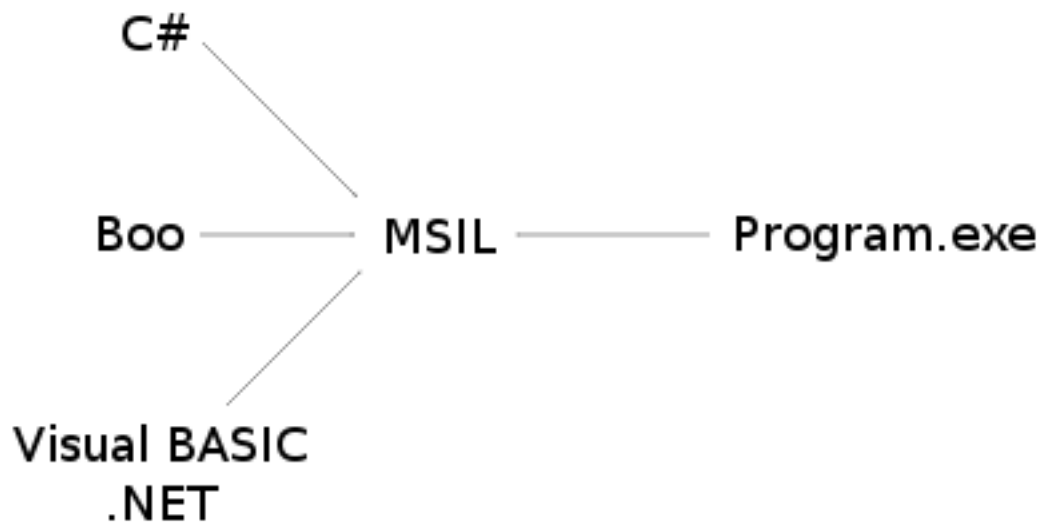 C#
Boo
MSIL
Program.exe
Visual BASIC
.NET